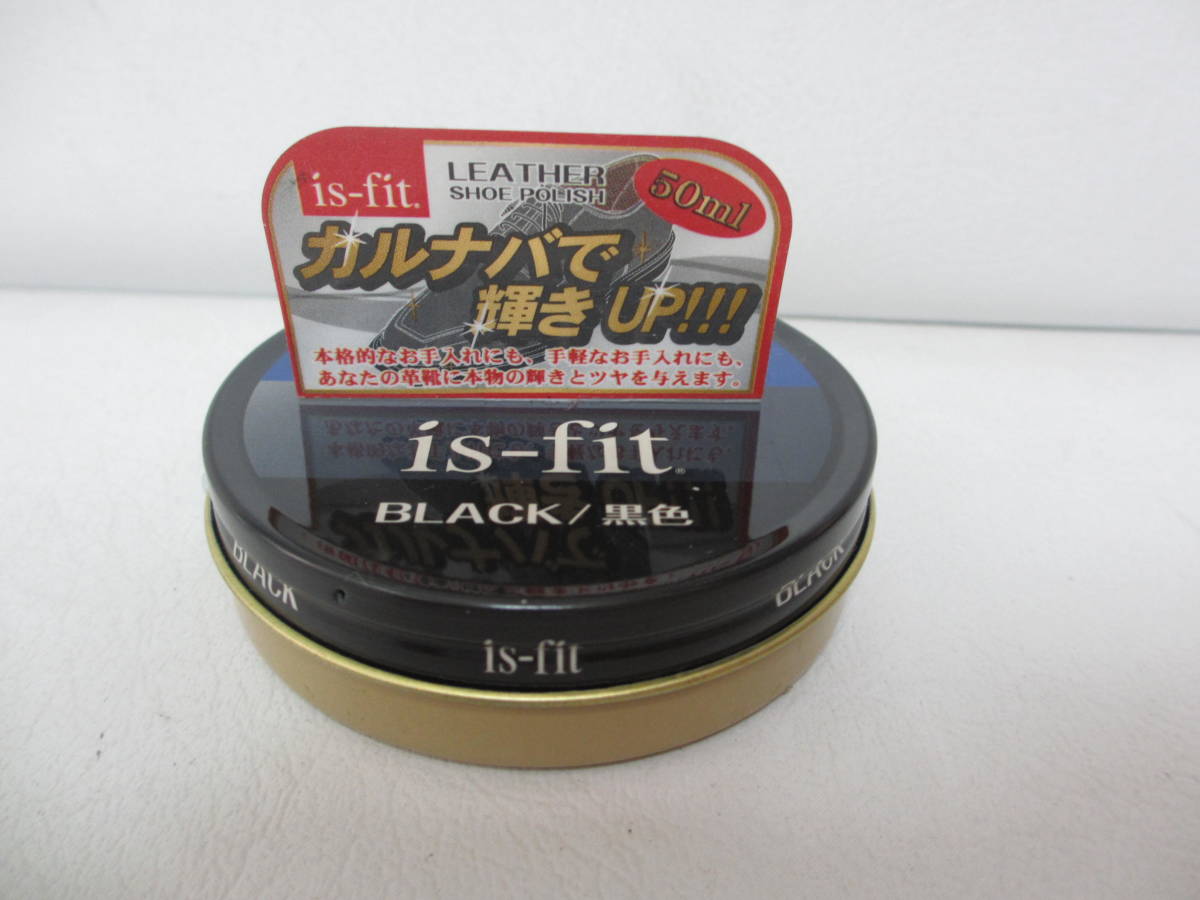 is-fit®
LEATHER
SHOE POLISH
50ml
カルナバで
輝きUP!!!
本格的なお手入れにも、手軽なお手入れにも、
あなたの革靴に本物の輝きとツヤを与えます。
is-fit®
BLACK/黒色
BLACK
is-fit
BLACK